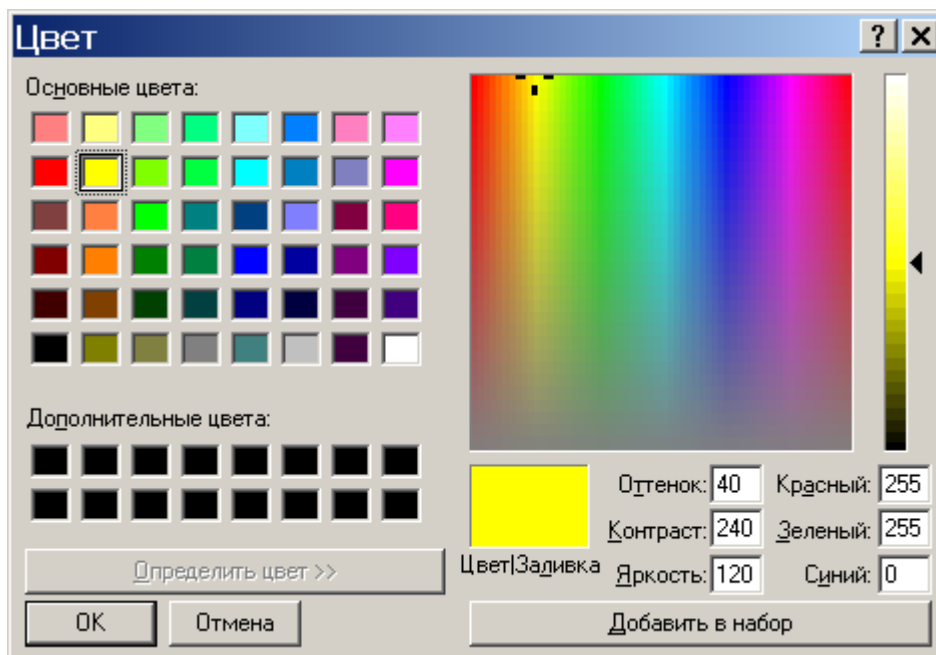 Цвет
Основные цвета:
Дополнительные цвета:
Определить цвет >>
OK
Отмена
Цвет|Заливка
Оттенок: 40
Контраст: 240
Яркость: 120
Красный: 255
Зеленый: 255
Синий: 0
Добавить в набор